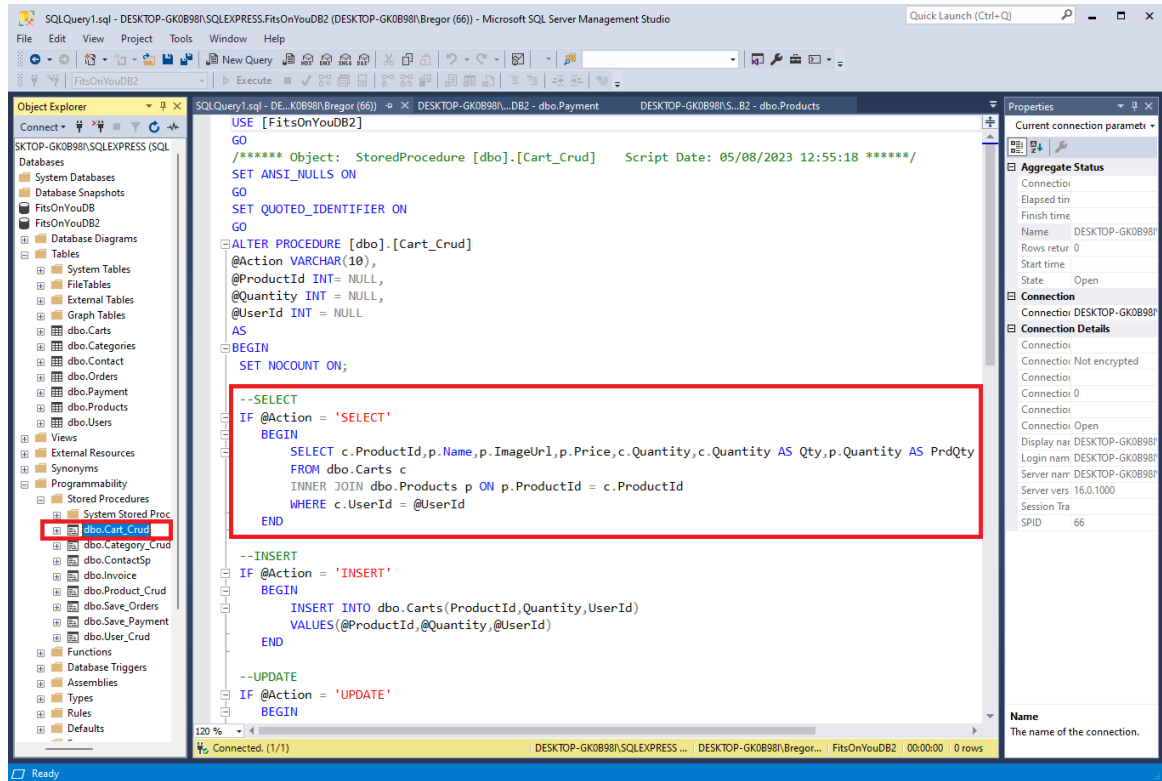 SQLQuery1.sql - DESKTOP-GK0B98I\SQLEXPRESS.FitsOnYouDB2 (DESKTOP-GK0B98I\Bregor (66)) - Microsoft SQL Server Management Studio
Quick Launch (Ctrl+Q)
File Edit View Project Tools Window Help
New Query
FitsOnYouDB2
Execute
Object Explorer
Connect
SKTOP-GK0B98I\SQLEXPRESS (SQL
Databases
System Databases
Database Snapshots
FitsOnYouDB
FitsOnYouDB2
Database Diagrams
Tables
System Tables
FileTables
External Tables
Graph Tables
dbo.Carts
dbo.Categories
dbo.Contact
dbo.Orders
dbo.Payment
dbo.Products
dbo.Users
Views
External Resources
Synonyms
Programmability
Stored Procedures
System Stored Proc
dbo.Cart_Crud
dbo.Category_Crud
dbo.ContactSp
dbo.Invoice
dbo.Product_Crud
dbo.Save_Orders
dbo.Save_Payment
dbo.User_Crud
Functions
Database Triggers
Assemblies
Types
Rules
Defaults
SQLQuery1.sql - DE...K0B98I\Bregor (66)) DESKTOP-GK0B98I\...DB2 - dbo.Payment DESKTOP-GK0B98I\S...B2 - dbo.Products
USE [FitsOnYouDB2]
GO
/****** Object: StoredProcedure [dbo].[Cart_Crud] Script Date: 05/08/2023 12:55:18 ******/
SET ANSI_NULLS ON
GO
SET QUOTED_IDENTIFIER ON
GO
ALTER PROCEDURE [dbo].[Cart_Crud]
@Action VARCHAR(10),
@ProductId INT= NULL,
@Quantity INT = NULL,
@UserId INT = NULL
AS
BEGIN
SET NOCOUNT ON;
--SELECT
IF @Action = 'SELECT'
BEGIN
SELECT c.ProductId,p.Name,p.ImageUrl,p.Price,c.Quantity,c.Quantity AS Qty,p.Quantity AS PrdQty
FROM dbo.Carts c
INNER JOIN dbo.Products p ON p.ProductId = c.ProductId
WHERE c.UserId = @UserId
END
--INSERT
IF @Action = 'INSERT'
BEGIN
INSERT INTO dbo.Carts(ProductId,Quantity,UserId)
VALUES(@ProductId,@Quantity,@UserId)
END
--UPDATE
IF @Action = 'UPDATE'
BEGIN
120 %
Connected. (1/1)
DESKTOP-GK0B98I\SQLEXPRESS ... DESKTOP-GK0B98I\Bregor... FitsOnYouDB2 00:00:00 0 rows
Properties
Current connection paramete
Aggregate Status
Connection
Elapsed tim
Finish time
Name DESKTOP-GK0B98I\
Rows retur 0
Start time
State Open
Connection
Connection DESKTOP-GK0B98I\
Connection Details
Connection
Connection Not encrypted
Connection
Connection 0
Connection
Connection Open
Display nar DESKTOP-GK0B98I\
Login nam DESKTOP-GK0B98I\
Server nam DESKTOP-GK0B98I\
Server vers 16.0.1000
Session Tra
SPID 66
Name
The name of the connection.
Ready